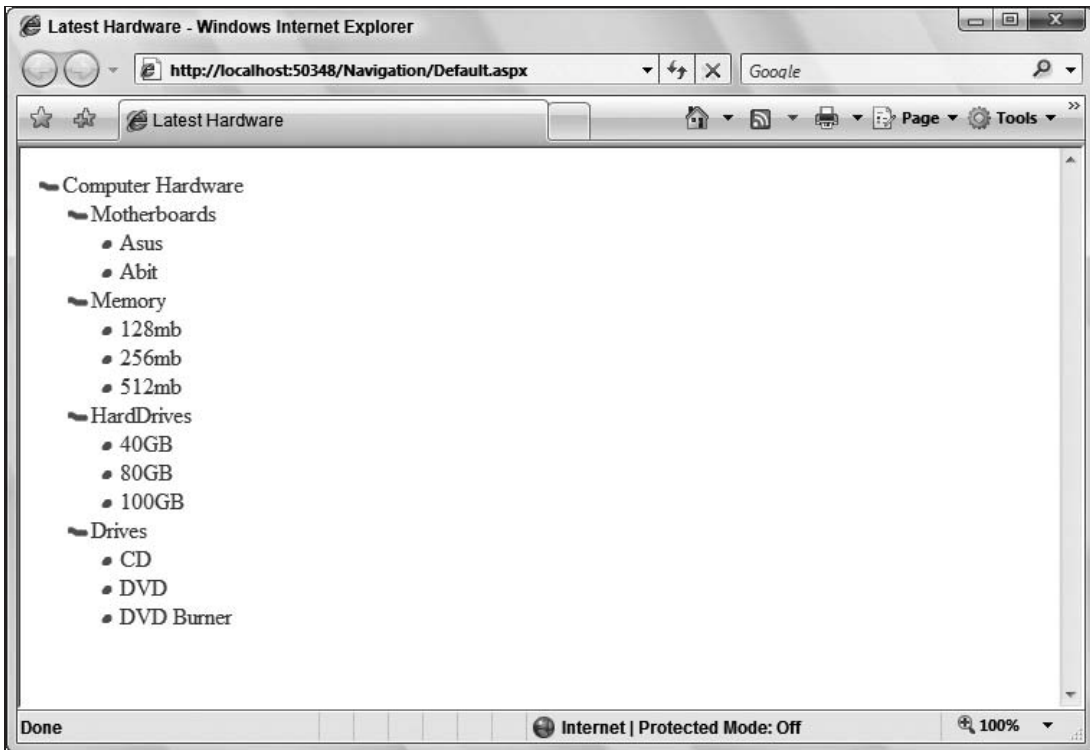 Latest Hardware - Windows Internet Explorer
http://localhost:50348/Navigation/Default.aspx
Google
Latest Hardware
Page
Tools
Computer Hardware
Motherboards
Asus
Abit
Memory
128mb
256mb
512mb
HardDrives
40GB
80GB
100GB
Drives
CD
DVD
DVD Burner
Done
Internet | Protected Mode: Off
100%